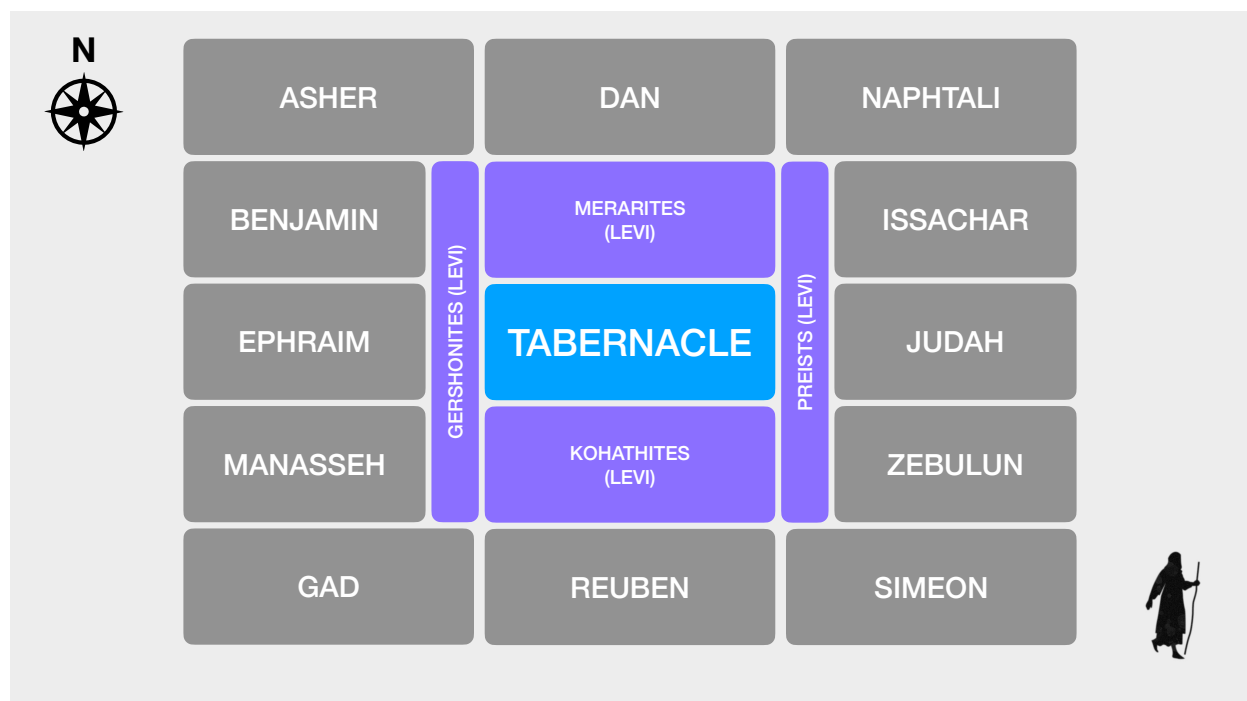 N
ASHER
DAN
NAPHTALI
BENJAMIN
GERSHONITES (LEVI)
MERARITES
(LEVI)
PREISTS (LEVI)
ISSACHAR
EPHRAIM
TABERNACLE
JUDAH
MANASSEH
KOHATHITES
(LEVI)
ZEBULUN
GAD
REUBEN
SIMEON